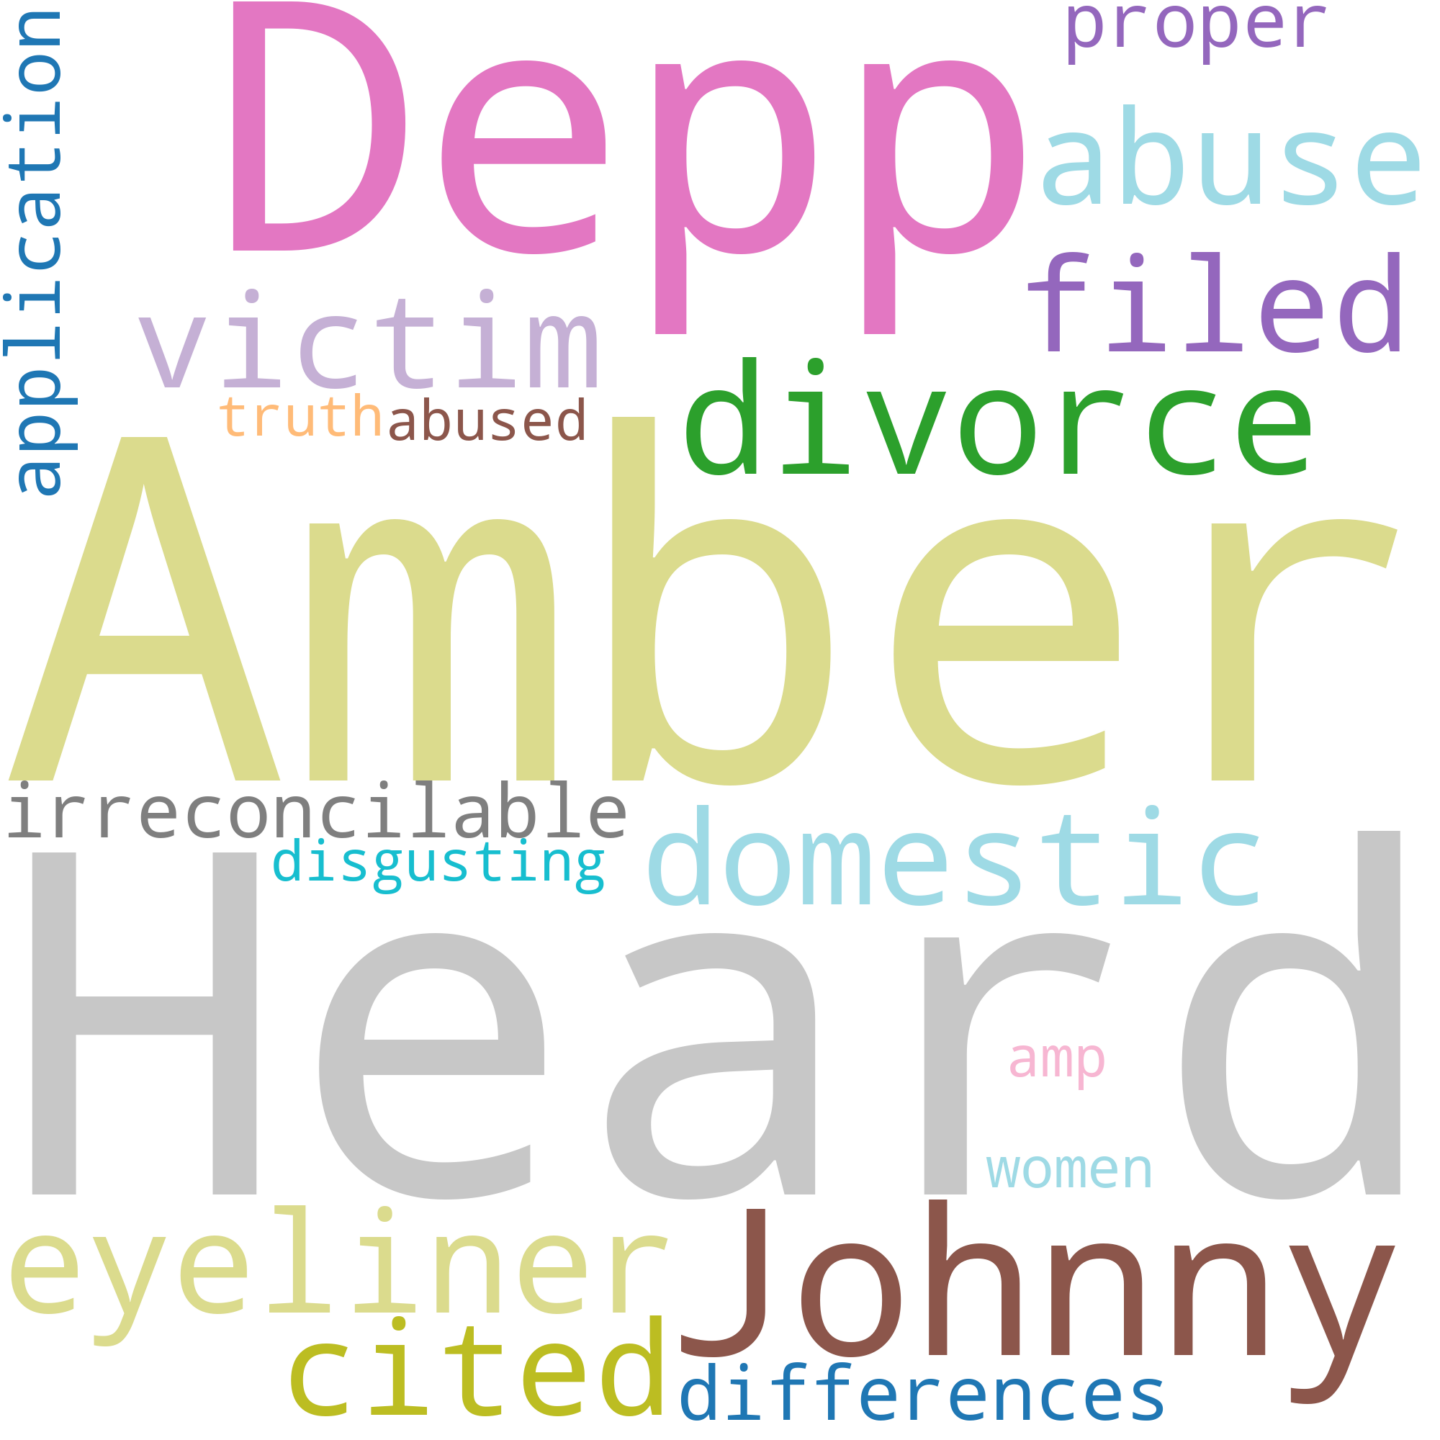 application
Depp
proper
abuse
filed
victim
divorce
truth
abused
Amber
irreconcilable
disgusting
domestic
Heard
amp
women
eyeliner
Johnny
cited
differences